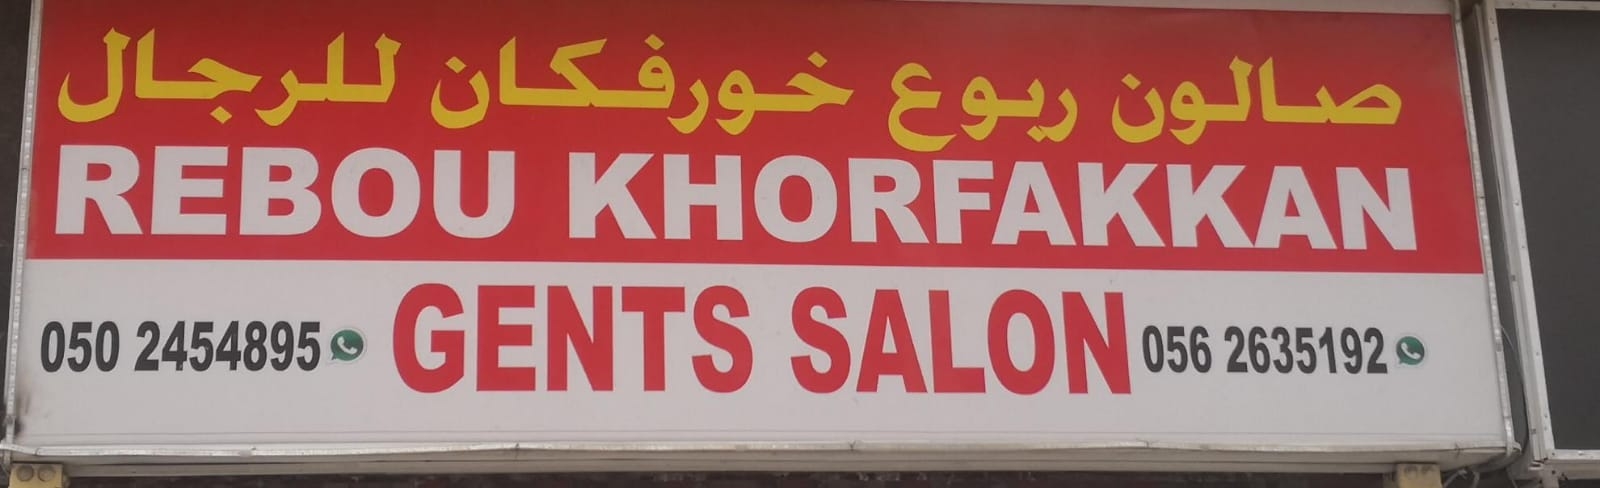 صالون ربوع خورفكان للرجال
REBOU KHORFAKKAN
GENTS SALON
050 2454895
056 2635192